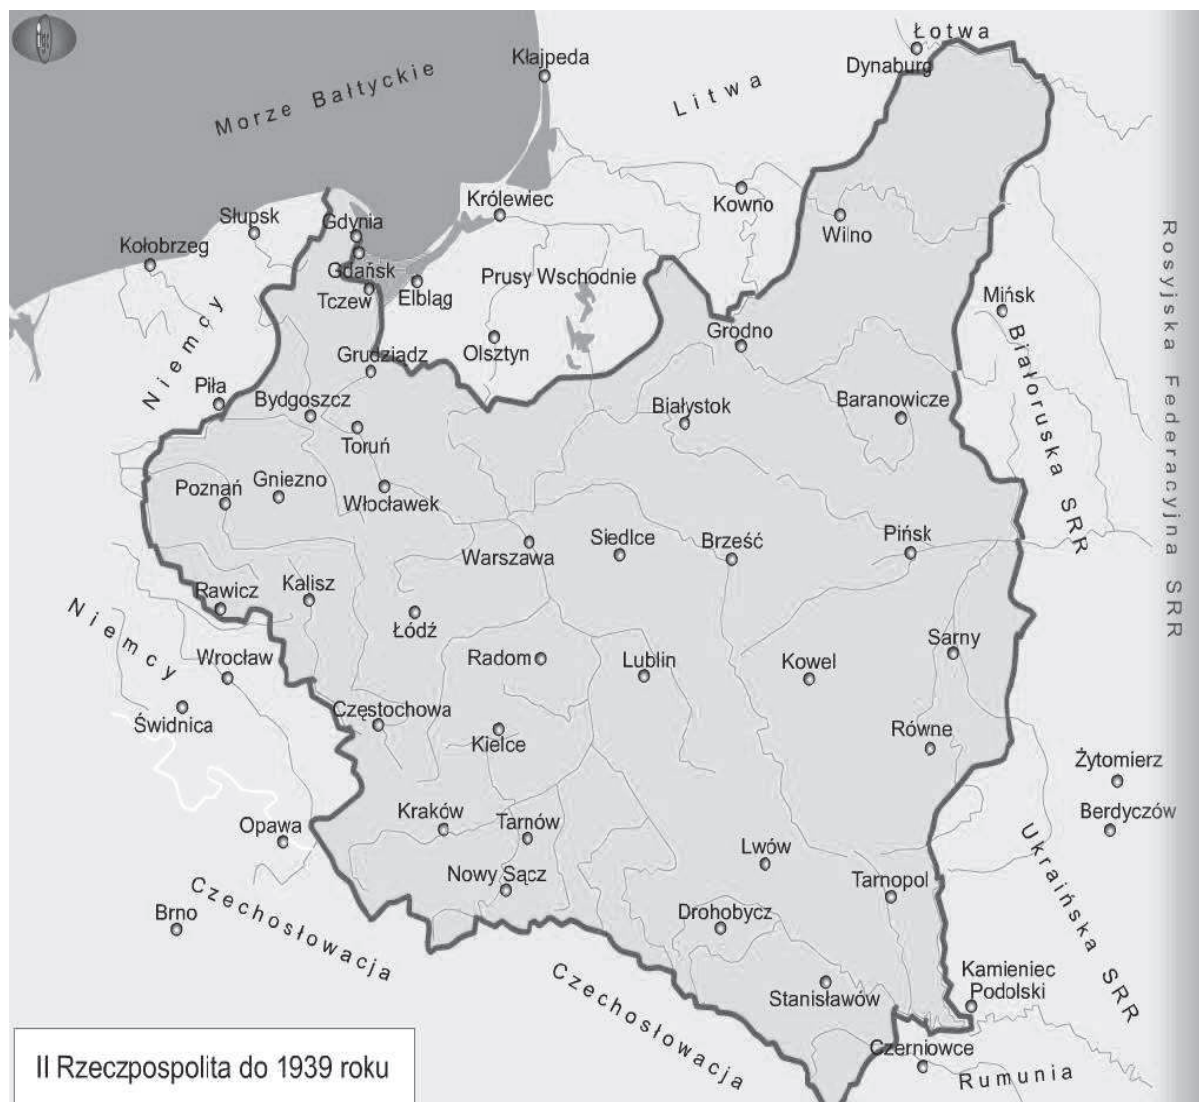 Łotwa
Kłajpeda
Dynaburg
Morze Bałtyckie
Litwa
Królewiec
Kowno
Słupsk
Gdynia
Wilno
Kołobrzeg
Gdańsk
Prusy Wschodnie
Tczew
Elbląg
Mińsk
Niemcy
Grodno
Grudziądz
Olsztyn
Białoruska SRR
Rosyjska Federacyjna SRR
Piła
Bydgoszcz
Białystok
Baranowicze
Toruń
Poznań
Gniezno
Włocławek
Warszawa
Siedlce
Brześć
Pińsk
Rawicz
Kalisz
Niemcy
Łódź
Wrocław
Radom
Lublin
Kowel
Sarny
Świdnica
Częstochowa
Kielce
Równe
Żytomierz
Opawa
Kraków
Tarnów
Berdyczów
Lwów
Ukraińska SRR
Nowy Sącz
Tarnopol
Brno
Czechosłowacja
Drohobycz
Kamieniec
Podolski
Czechosłowacja
Stanisławów
Czerniowce
Rumunia
II Rzeczpospolita do 1939 roku